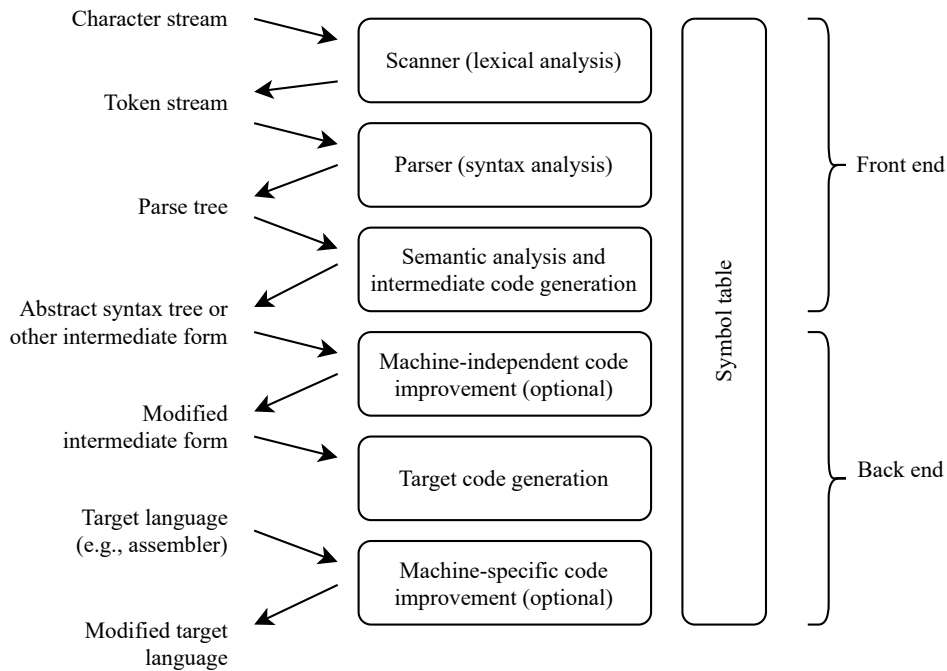 Character stream
Scanner (lexical analysis)
Token stream
Parser (syntax analysis)
Parse tree
Semantic analysis and
intermediate code generation
Abstract syntax tree or
other intermediate form
Machine-independent code
improvement (optional)
Modified
intermediate form
Target code generation
Target language
(e.g., assembler)
Machine-specific code
improvement (optional)
Modified target
language
Symbol table
Front end
Back end